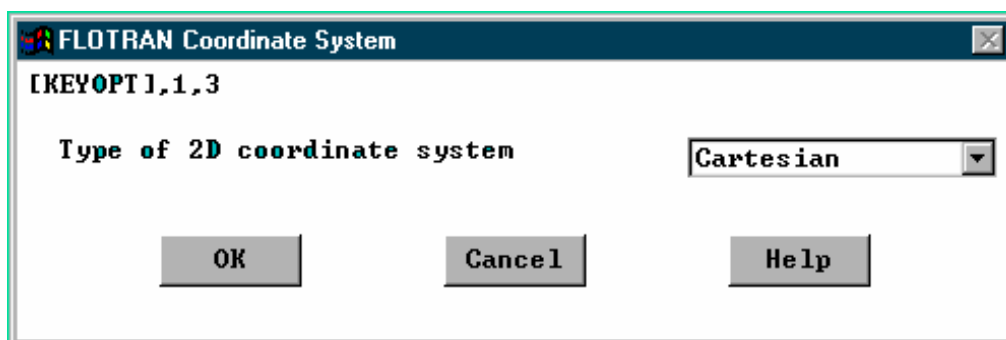 FLOTRAN Coordinate System
[KEYOPT],1,3
Type of 2D coordinate system
Cartesian
OK
Cancel
Help